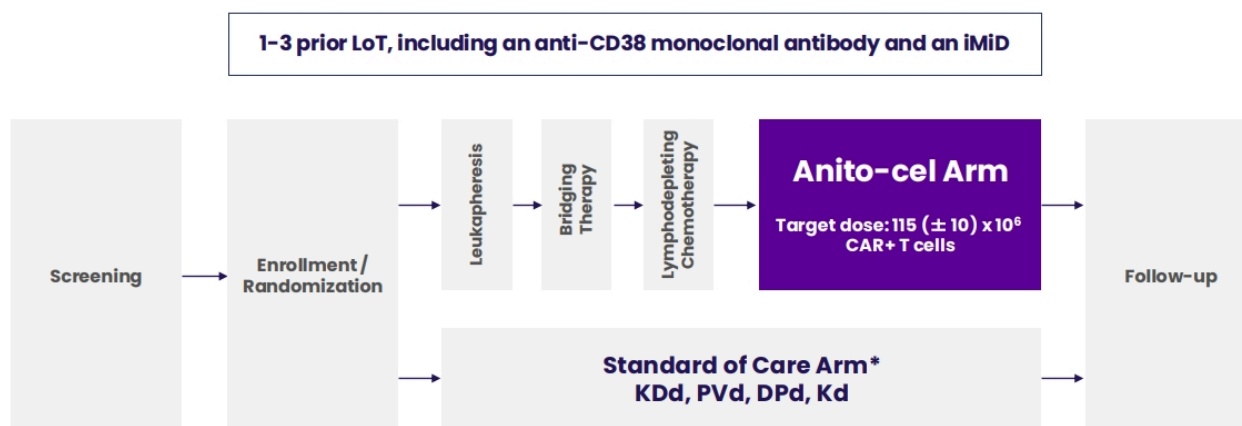 1-3 prior LoT, including an anti-CD38 monoclonal antibody and an iMiD
Screening
Enrollment /
Randomization
Leukapheresis
Bridging
Therapy
Lymphodepleting
Chemotherapy
Anito-cel Arm
Target dose: 115 (± 10) x 10⁶
CAR+ T cells
Standard of Care Arm*
KDd, PVd, DPd, Kd
Follow-up